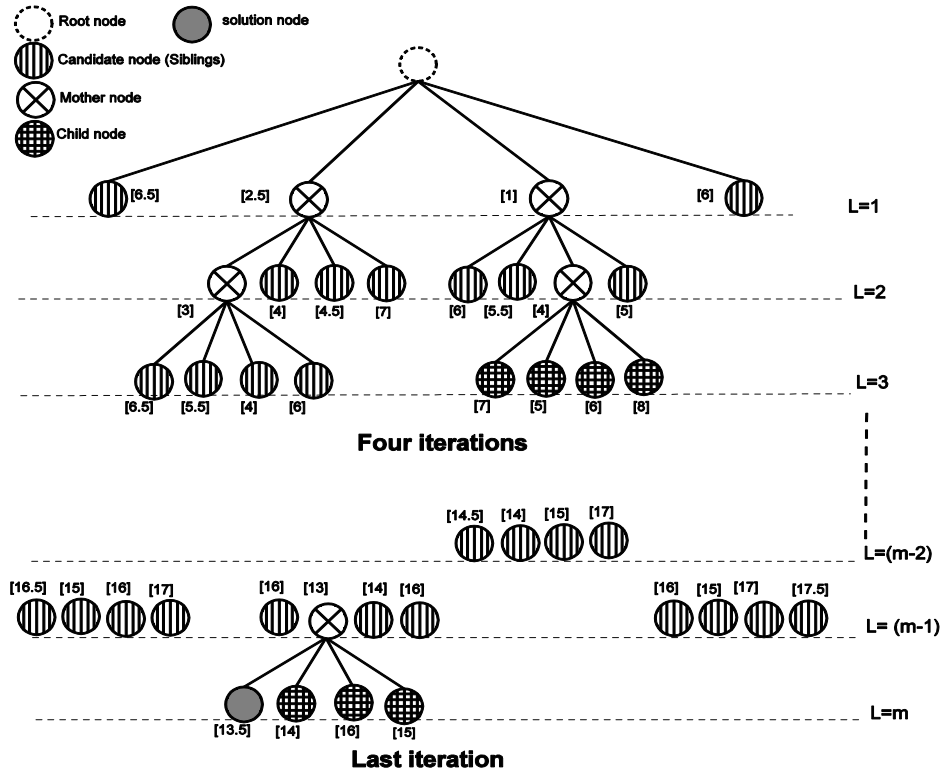 Root node
solution node
Candidate node (Siblings)
Mother node
Child node
[6.5] [2.5] [1] [6] L=1
[3] [4] [4.5] [7] [6] [5.5] [4] [5] L=2
[6.5] [5.5] [4] [6] [7] [5] [6] [8] L=3
Four iterations
[14.5] [14] [15] [17] L=(m-2)
[16.5] [15] [16] [17] [16] [13] [14] [16] [16] [15] [17] [17.5] L= (m-1)
[13.5] [14] [16] [15] L=m
Last iteration